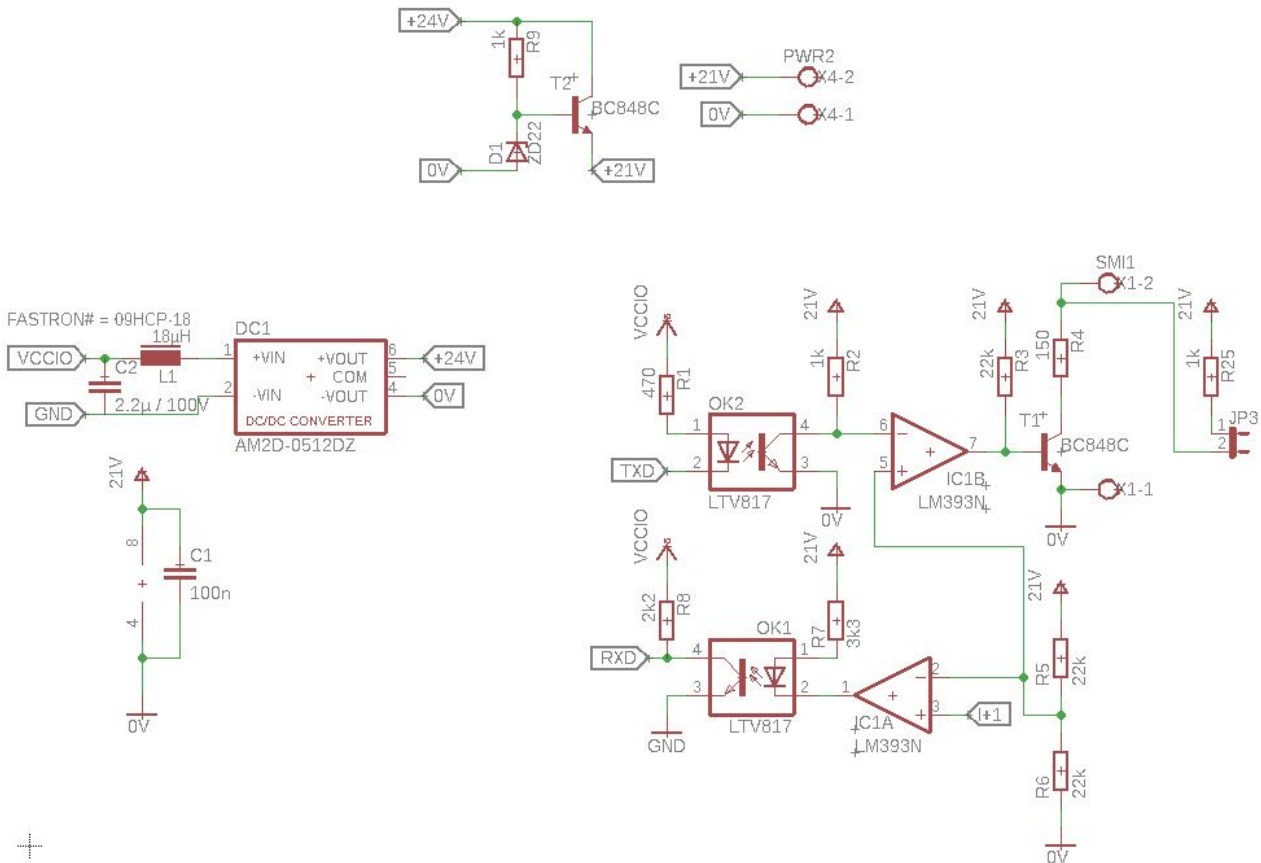 +24V
1k
R9
T2
BC848C
D1
ZD22
0V
+21V
PWR2
+21V
X4-2
0V
X4-1
FASTRON# = 09HCP-18
18µH
VCCIO
C2
L1
GND
2.2µ / 100V
DC1
1
+VIN
+VOUT
6
+24V
COM
5
2
-VIN
-VOUT
4
0V
DC/DC CONVERTER
AM2D-0512DZ
21V
8
4
C1
100n
0V
VCCIO
470
R1
OK2
1
4
TXD
2
3
LTV817
21V
1k
R2
0V
6
5
7
IC1B
LM393N
21V
22k
R3
T1
BC848C
SMI1
X1-2
150
R4
X1-1
0V
21V
1k
R25
JP3
1
2
VCCIO
2k2
R8
RXD
OK1
4
1
3
2
LTV817
GND
21V
R7
3k3
1
2
3
IC1A
LM393N
I+1
21V
R5
22k
R6
22k
0V